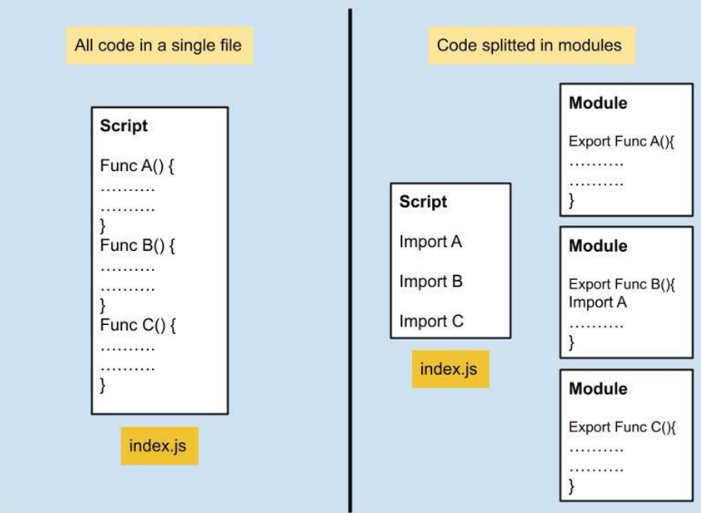 All code in a single file
Script
Func A() {
..........
..........
}
Func B() {
..........
..........
}
Func C() {
..........
..........
}
index.js
Code splitted in modules
Script
Import A
Import B
Import C
index.js
Module
Export Func A(){
..........
..........
}
Module
Export Func B(){
Import A
..........
}
Module
Export Func C(){
..........
..........
}